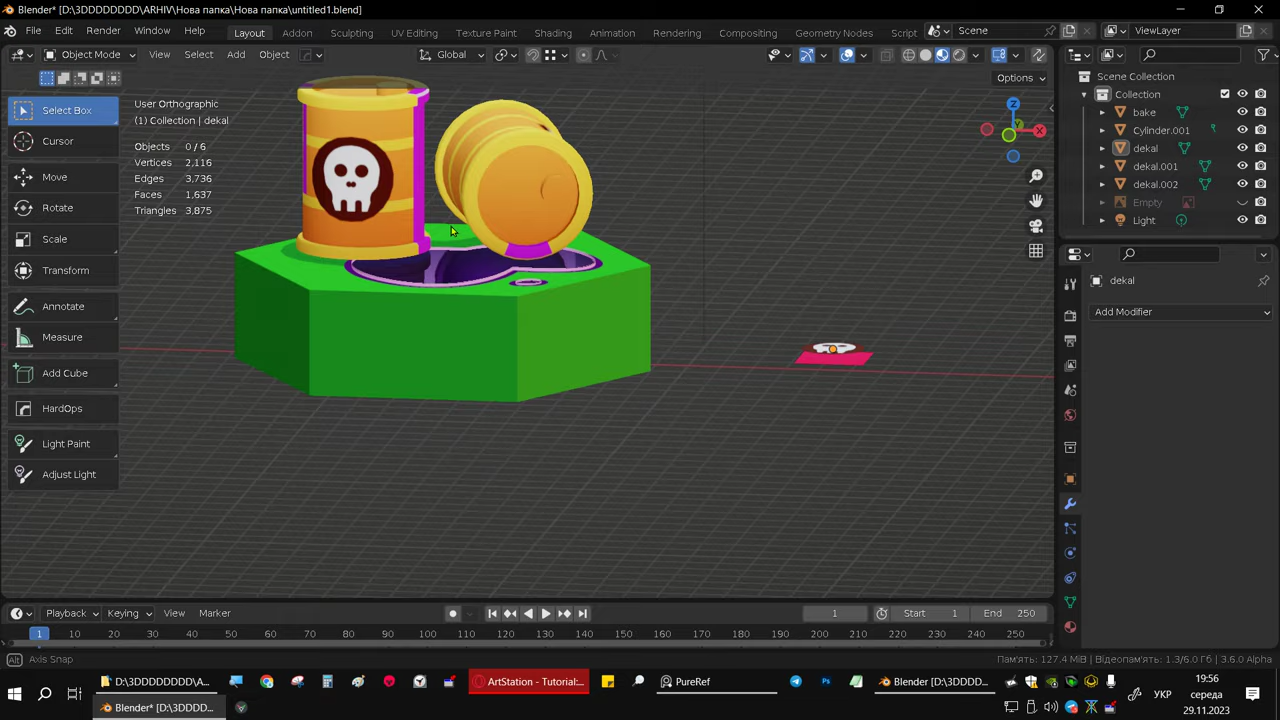 Blender* [D:\3DDDDDDDD\ARHIV\Нова папка\Нова папка\untitled1.blend]
File Edit Render Window Help Layout Addon Sculpting UV Editing Texture Paint Shading Animation Rendering Compositing Geometry Nodes Scene ViewLayer
Object Mode View Select Add Object Global
Options
Select Box
Cursor
Move
Rotate
Scale
Transform
Annotate
Measure
Add Cube
HardOps
Light Paint
Adjust Light
User Orthographic
(1) Collection | dekal
Objects 0/6
Vertices 2,116
Edges 3,736
Faces 1,637
Triangles 3,875
Z
X
Y
Scene Collection
Collection
bake
Cylinder.001
dekal
dekal.001
dekal.002
Empty
Light
dekal
Add Modifier
Playback Keying View Marker 1 Start 1 End 250
1 10 20 30 40 50 60 70 80 90 100 110 120 130 140 150 160 170 180 190 200 210 220 230 240 250
Alt Axis Snap Пам'ять: 127.4 MiB | Відеопам'ять: 1.3/6.0 Гб | 3.6.0 Alpha
D:\3DDDDDDDD\A... ArtStation - Tutorial:... PureRef Blender [D:\3DDDD... УКР 19:56
середа
Blender* [D:\3DDDD... 29.11.2023